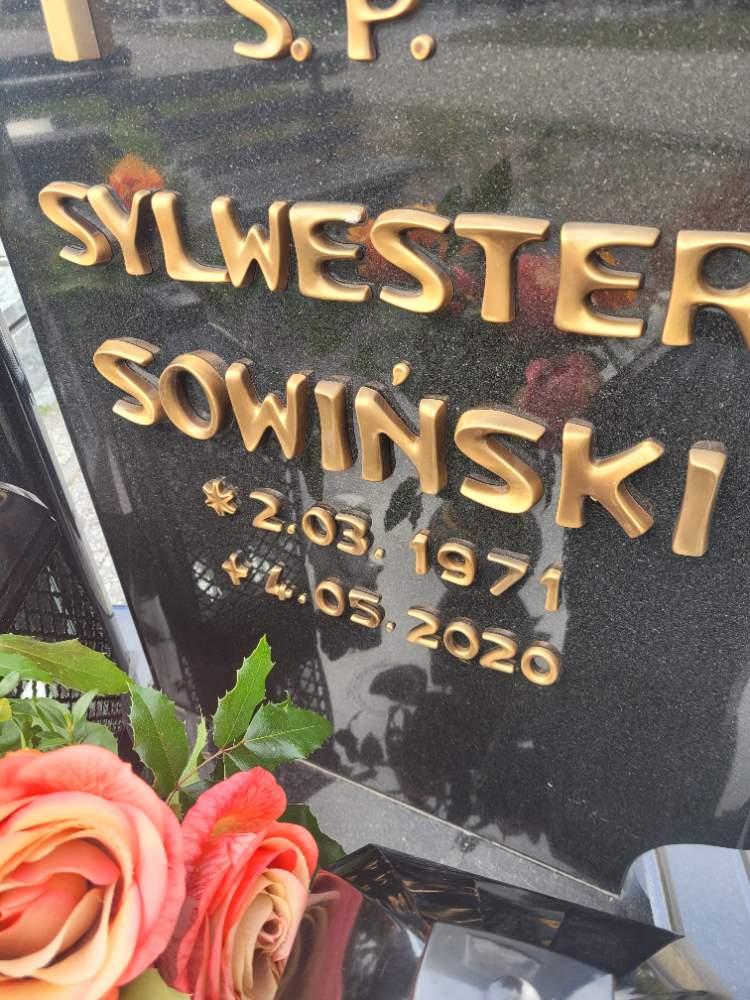 S.P.
SYLWESTER
SOWIŃSKI
* 2.03. 1971
* 4.05. 2020